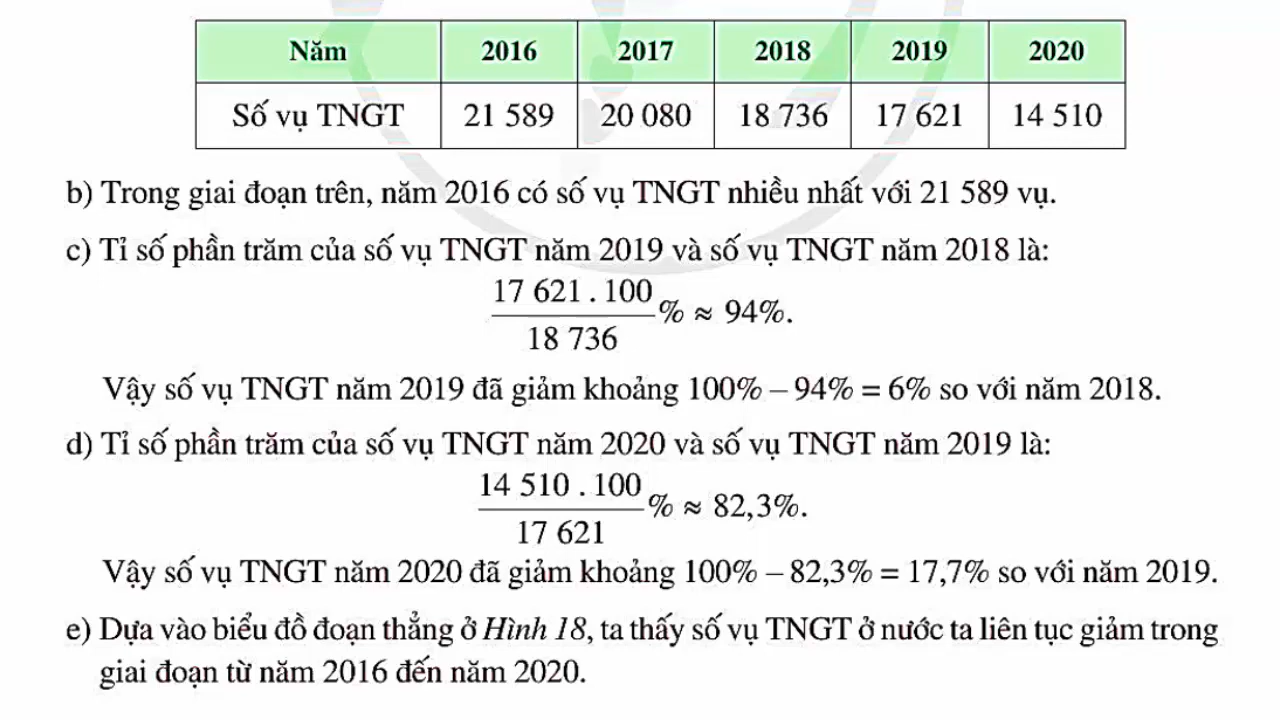 Năm 2016 2017 2018 2019 2020
Số vụ TNGT 21 589 20 080 18 736 17 621 14 510
b) Trong giai đoạn trên, năm 2016 có số vụ TNGT nhiều nhất với 21 589 vụ.
c) Tỉ số phần trăm của số vụ TNGT năm 2019 và số vụ TNGT năm 2018 là:
17 621 . 100
% ≈ 94%.
18 736
Vậy số vụ TNGT năm 2019 đã giảm khoảng 100% – 94% = 6% so với năm 2018.
d) Tỉ số phần trăm của số vụ TNGT năm 2020 và số vụ TNGT năm 2019 là:
14 510 . 100
% ≈ 82,3%.
17 621
Vậy số vụ TNGT năm 2020 đã giảm khoảng 100% – 82,3% = 17,7% so với năm 2019.
e) Dựa vào biểu đồ đoạn thẳng ở Hình 18, ta thấy số vụ TNGT ở nước ta liên tục giảm trong
giai đoạn từ năm 2016 đến năm 2020.